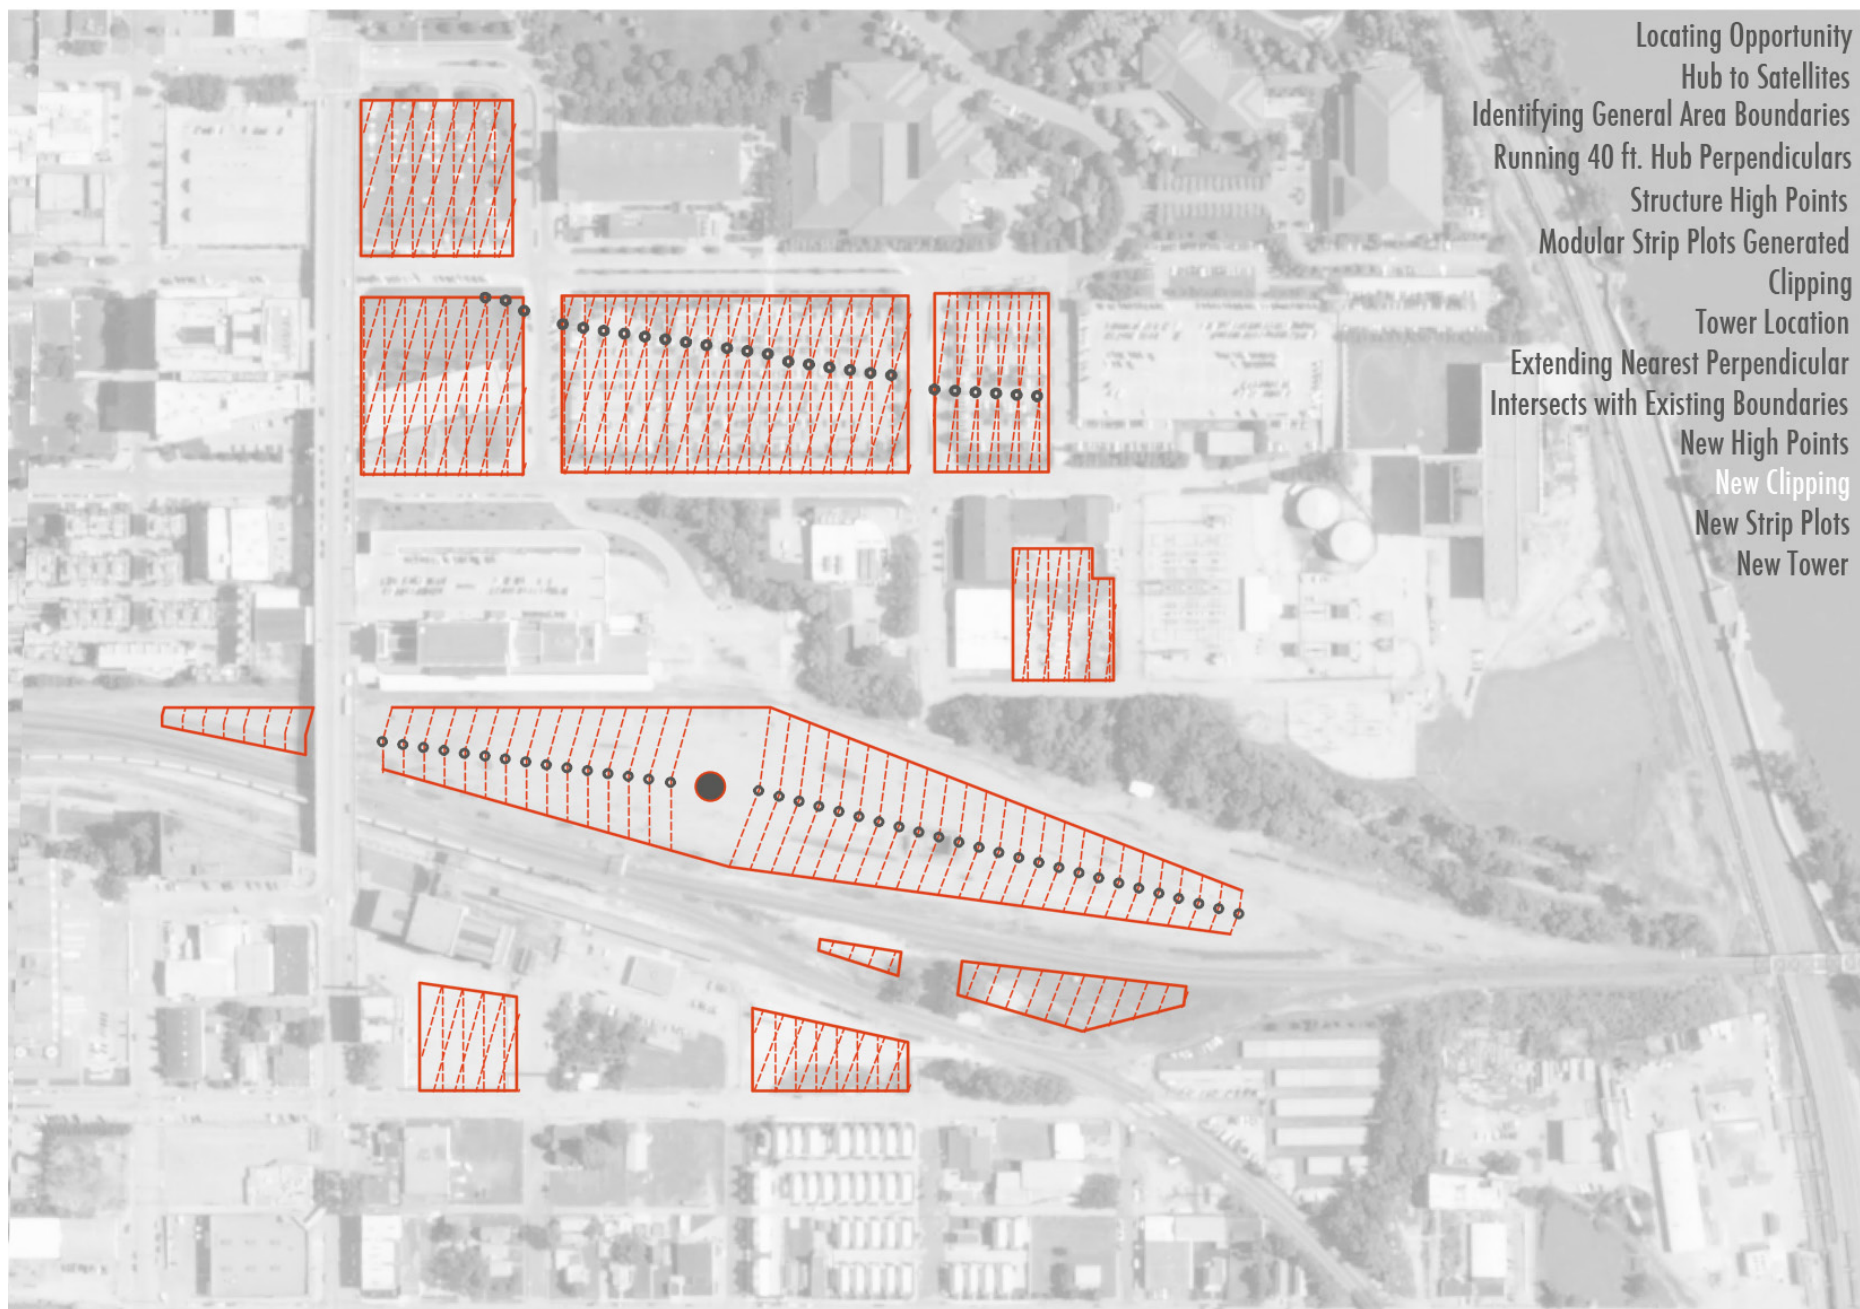 Locating Opportunity
Hub to Satellites
Identifying General Area Boundaries
Running 40 ft. Hub Perpendiculars
Structure High Points
Modular Strip Plots Generated
Clipping
Tower Location
Extending Nearest Perpendicular
Intersects with Existing Boundaries
New High Points
New Clipping
New Strip Plots
New Tower